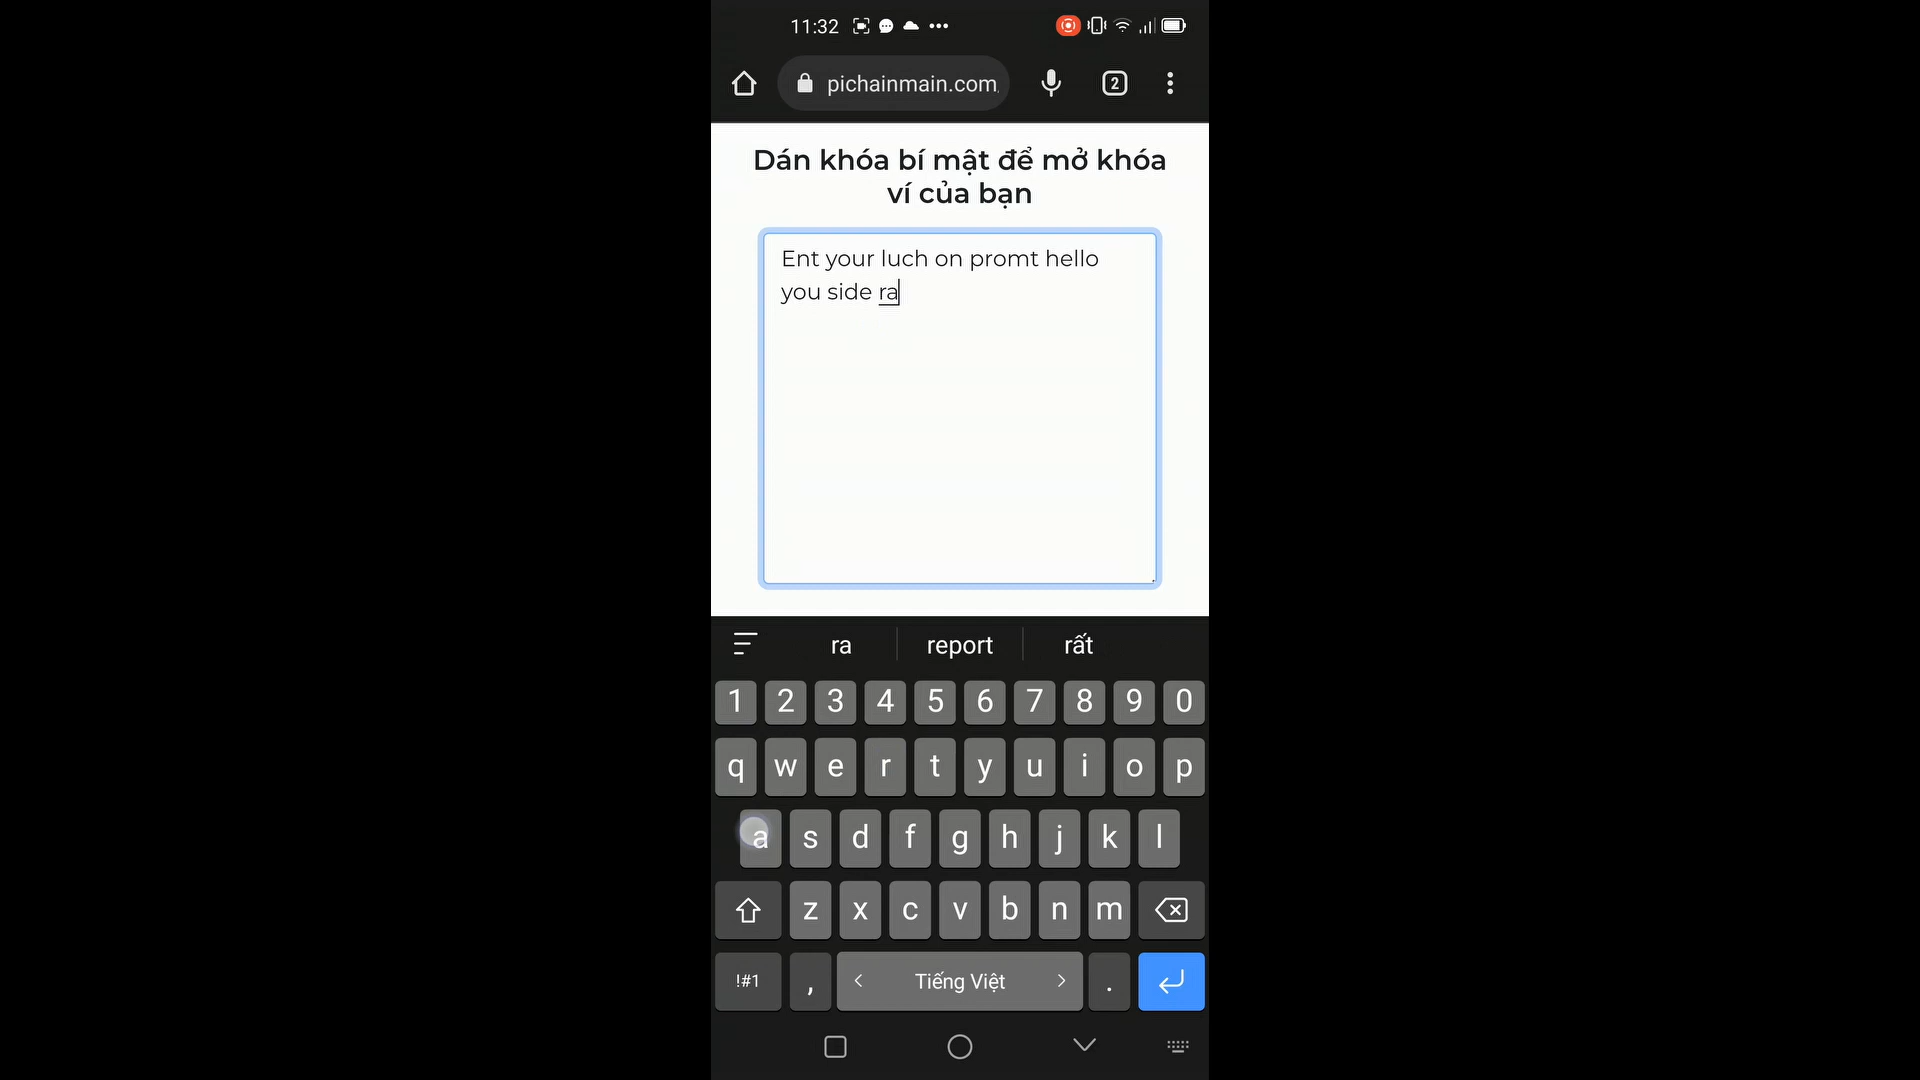 11:32
pichainmain.com
2
Dán khóa bí mật để mở khóa
ví của bạn
Ent your luch on promt hello
you side ra
ra report rất
1 2 3 4 5 6 7 8 9 0
q w e r t y u i o p
a s d f g h j k l
z x c v b n m
!#1 , < Tiếng Việt > .